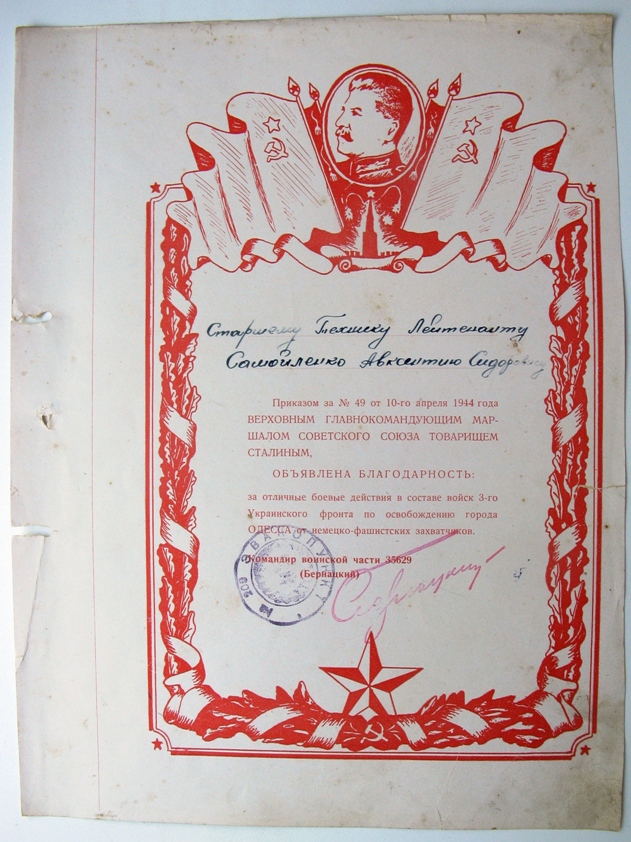 Старшему Технику Лейтенанту
Самойленко Авксентию Сидоровичу
Приказом за № 49 от 10-го апреля 1944 года
ВЕРХОВНЫМ ГЛАВНОКОМАНДУЮЩИМ МАР-
ШАЛОМ СОВЕТСКОГО СОЮЗА ТОВАРИЩЕМ
СТАЛИНЫМ,
ОБЪЯВЛЕНА БЛАГОДАРНОСТЬ:
за отличные боевые действия в составе войск 3-го
Украинского фронта по освобождению города
ОДЕССА от немецко-фашистских захватчиков.
Командир воинской части 35629
(Бернацкий)